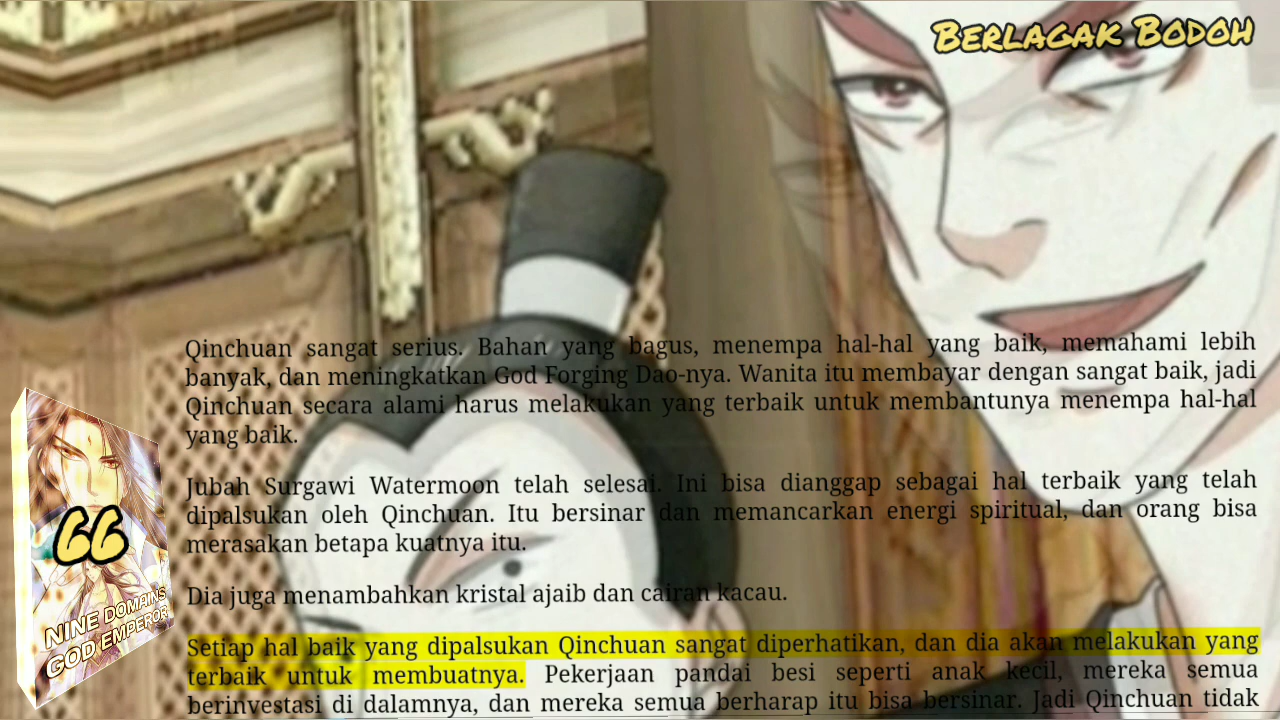 BERLAGAK BODOH
Qinchuan sangat serius. Bahan yang bagus, menempa hal-hal yang baik, memahami lebih
banyak, dan meningkatkan God Forging Dao-nya. Wanita itu membayar dengan sangat baik, jadi
Qinchuan secara alami harus melakukan yang terbaik untuk membantunya menempa hal-hal
yang baik.
Jubah Surgawi Watermoon telah selesai. Ini bisa dianggap sebagai hal terbaik yang telah
dipalsukan oleh Qinchuan. Itu bersinar dan memancarkan energi spiritual, dan orang bisa
merasakan betapa kuatnya itu.
Dia juga menambahkan kristal ajaib dan cairan kacau.
Setiap hal baik yang dipalsukan Qinchuan sangat diperhatikan, dan dia akan melakukan yang
terbaik untuk membuatnya. Pekerjaan pandai besi seperti anak kecil, mereka semua
berinvestasi di dalamnya, dan mereka semua berharap itu bisa bersinar. Jadi Qinchuan tidak
66
NINE DOMAINS
GOD EMPEROR